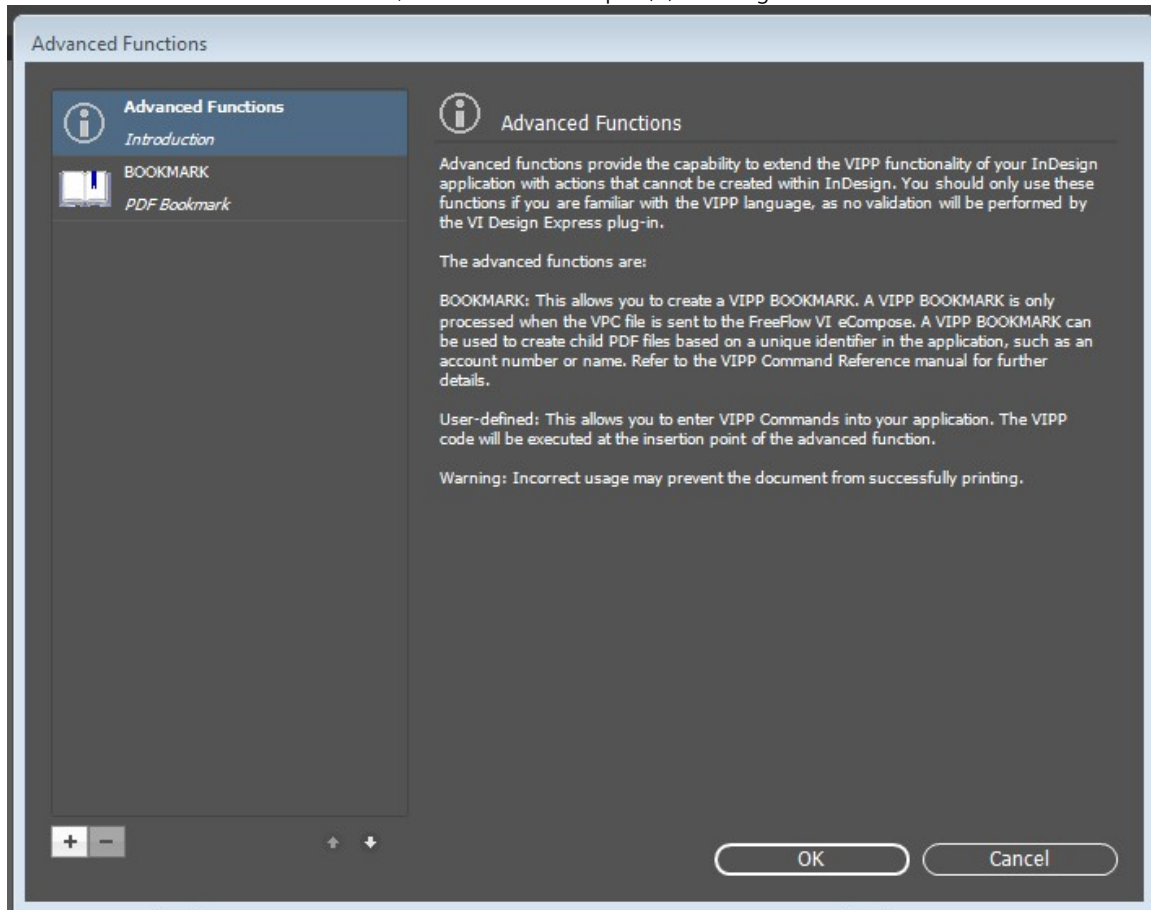 Advanced Functions
Advanced Functions
Introduction
BOOKMARK
PDF Bookmark
Advanced Functions
Advanced functions provide the capability to extend the VIPP functionality of your InDesign
application with actions that cannot be created within InDesign. You should only use these
functions if you are familiar with the VIPP language, as no validation will be performed by
the VI Design Express plug-in.
The advanced functions are:
BOOKMARK: This allows you to create a VIPP BOOKMARK. A VIPP BOOKMARK is only
processed when the VPC file is sent to the FreeFlow VI eCompose. A VIPP BOOKMARK can
be used to create child PDF files based on a unique identifier in the application, such as an
account number or name. Refer to the VIPP Command Reference manual for further
details.
User-defined: This allows you to enter VIPP Commands into your application. The VIPP
code will be executed at the insertion point of the advanced function.
Warning: Incorrect usage may prevent the document from successfully printing.
+ -
OK Cancel